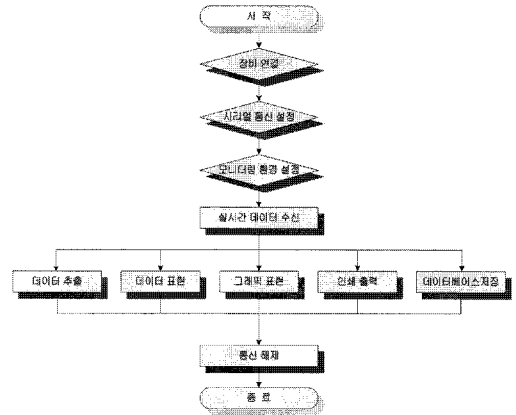 시 작
장비 연결
시리얼 통신 설정
모니터링 환경 설정
실시간 데이터 수신
데이터 추출
데이터 표현
그래픽 표현
인쇄 출력
데이터베이스저장
통신 해제
종 료